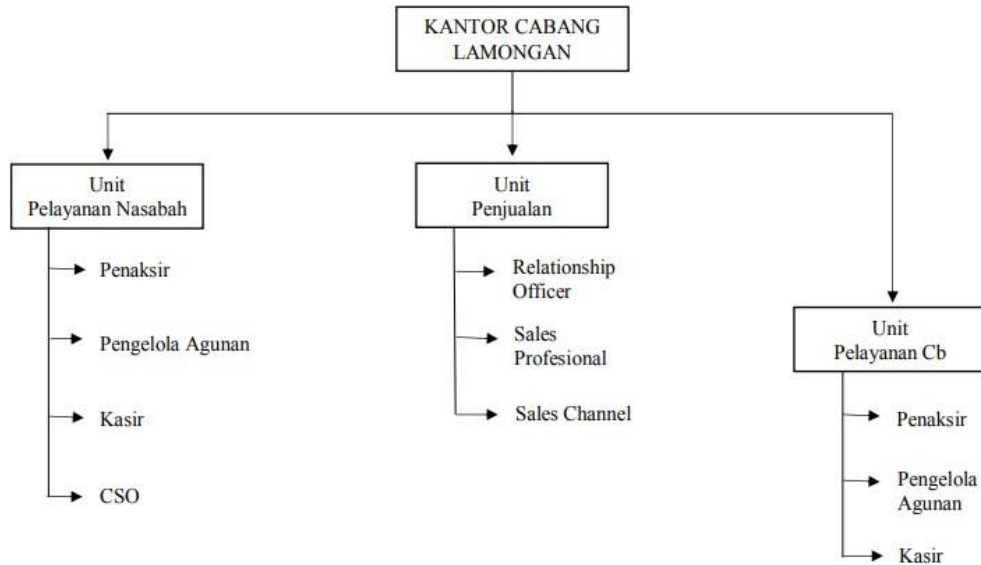 KANTOR CABANG
LAMONGAN
Unit
Pelayanan Nasabah
Penaksir
Pengelola Agunan
Kasir
CSO
Unit
Penjualan
Relationship
Officer
Sales
Profesional
Sales Channel
Unit
Pelayanan Cb
Penaksir
Pengelola
Agunan
Kasir